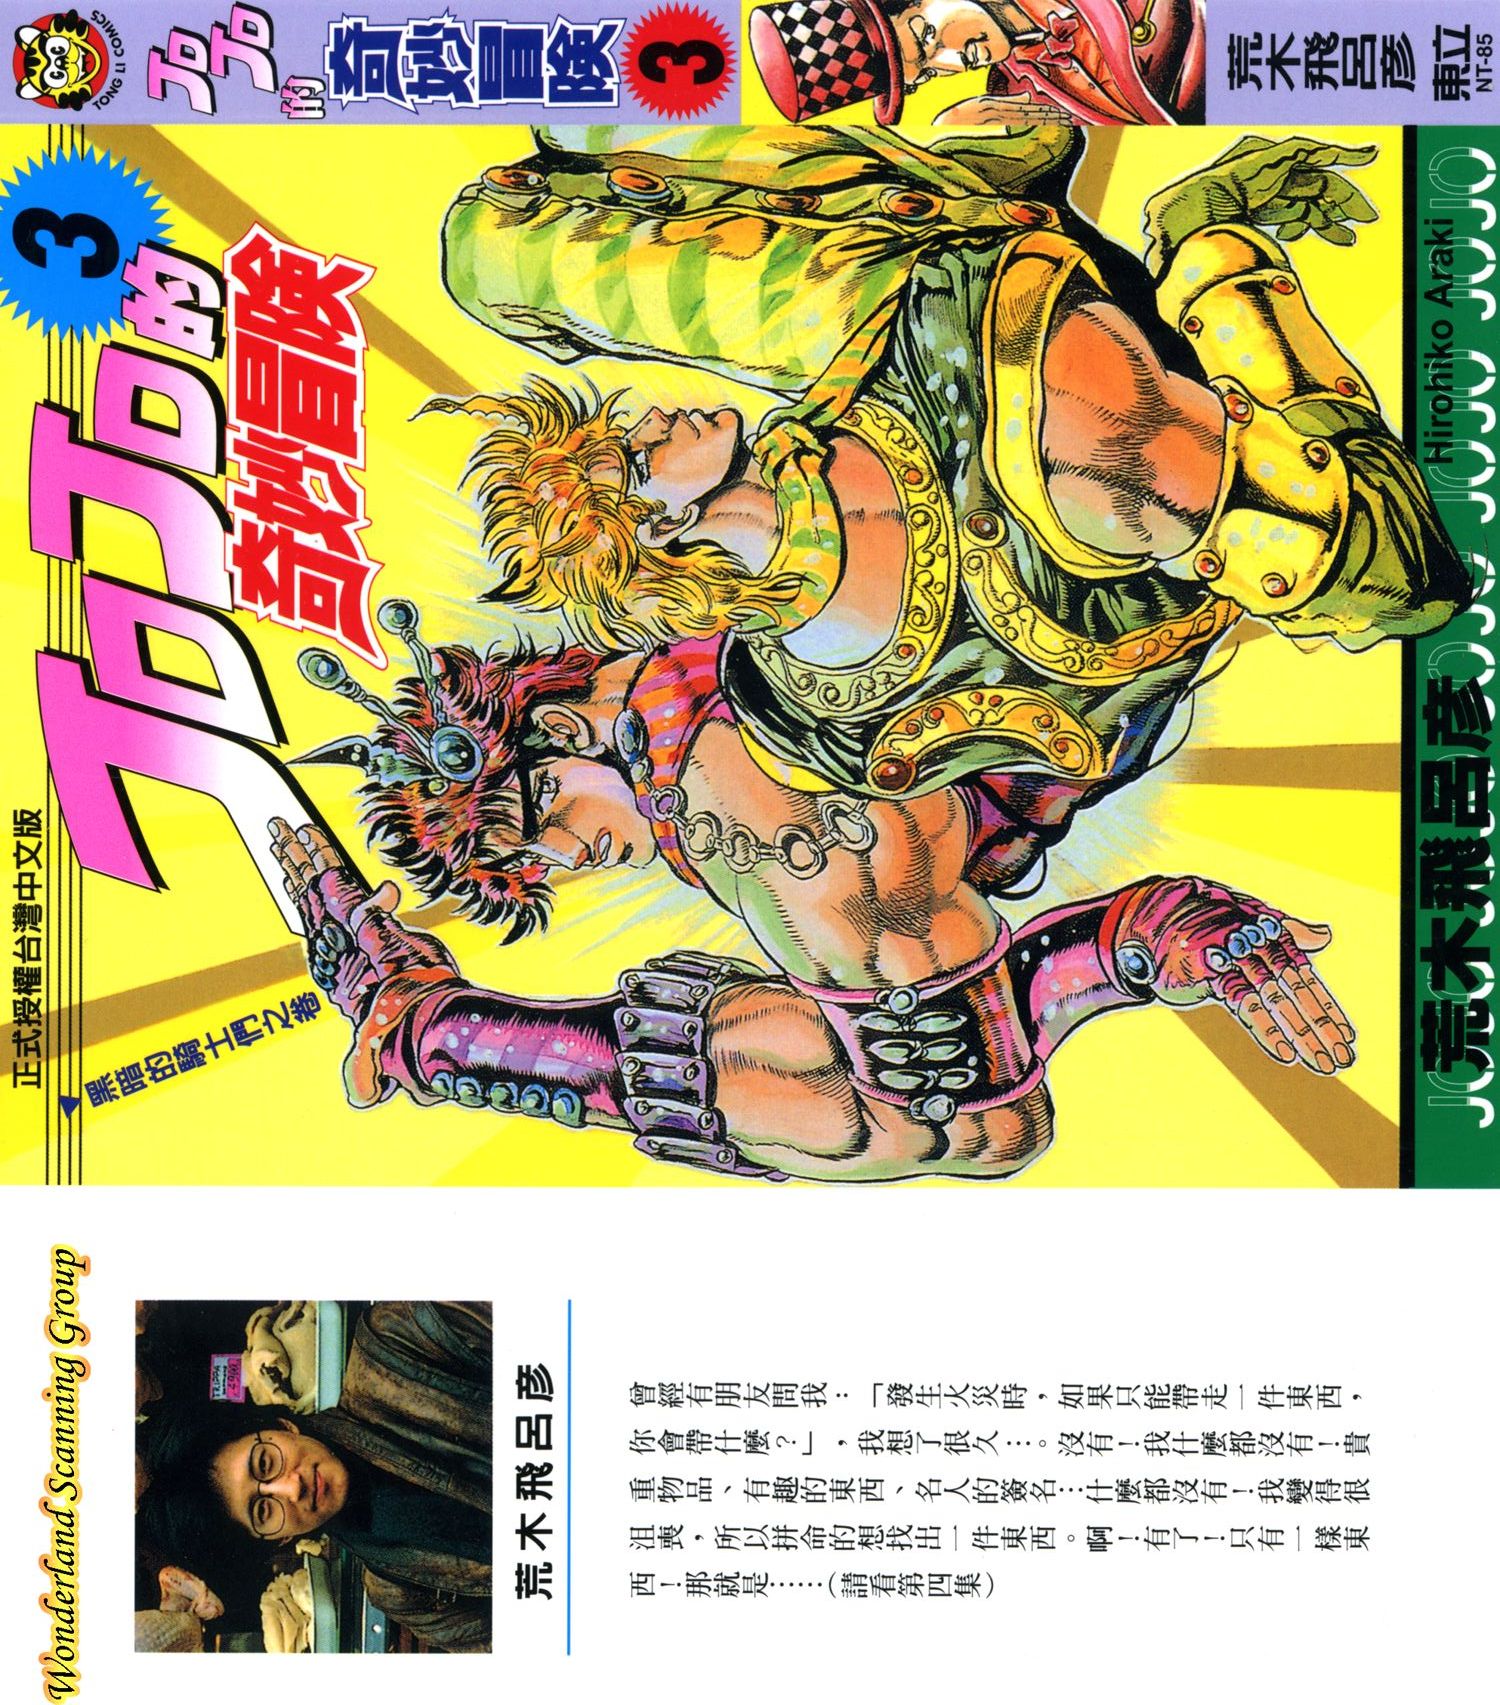 TONG LI COMICS
JOJO的
奇妙冒険
3
荒木飛呂彦
東立
NT-85
3
JOJO的
奇妙冒険
正式授權台灣中文版
黑暗的騎士們之卷
Hirohiko Araki
荒木飛呂彦
JOJO JOJO JOJO JOJO JOJO
Wonderland Scanning Group
TRIPPA
荒木飛呂彦
曾經有朋友問我：「發生火災時，如果只能帶走一件東西，
你會帶什麼？」，我想了很久…。沒有！我什麼都沒有！貴
重物品、有趣的東西、名人的簽名…什麼都沒有！我變得很
沮喪，所以拼命的想找出一件東西。啊！有了！只有一樣東
西！那就是……（請看第四集）